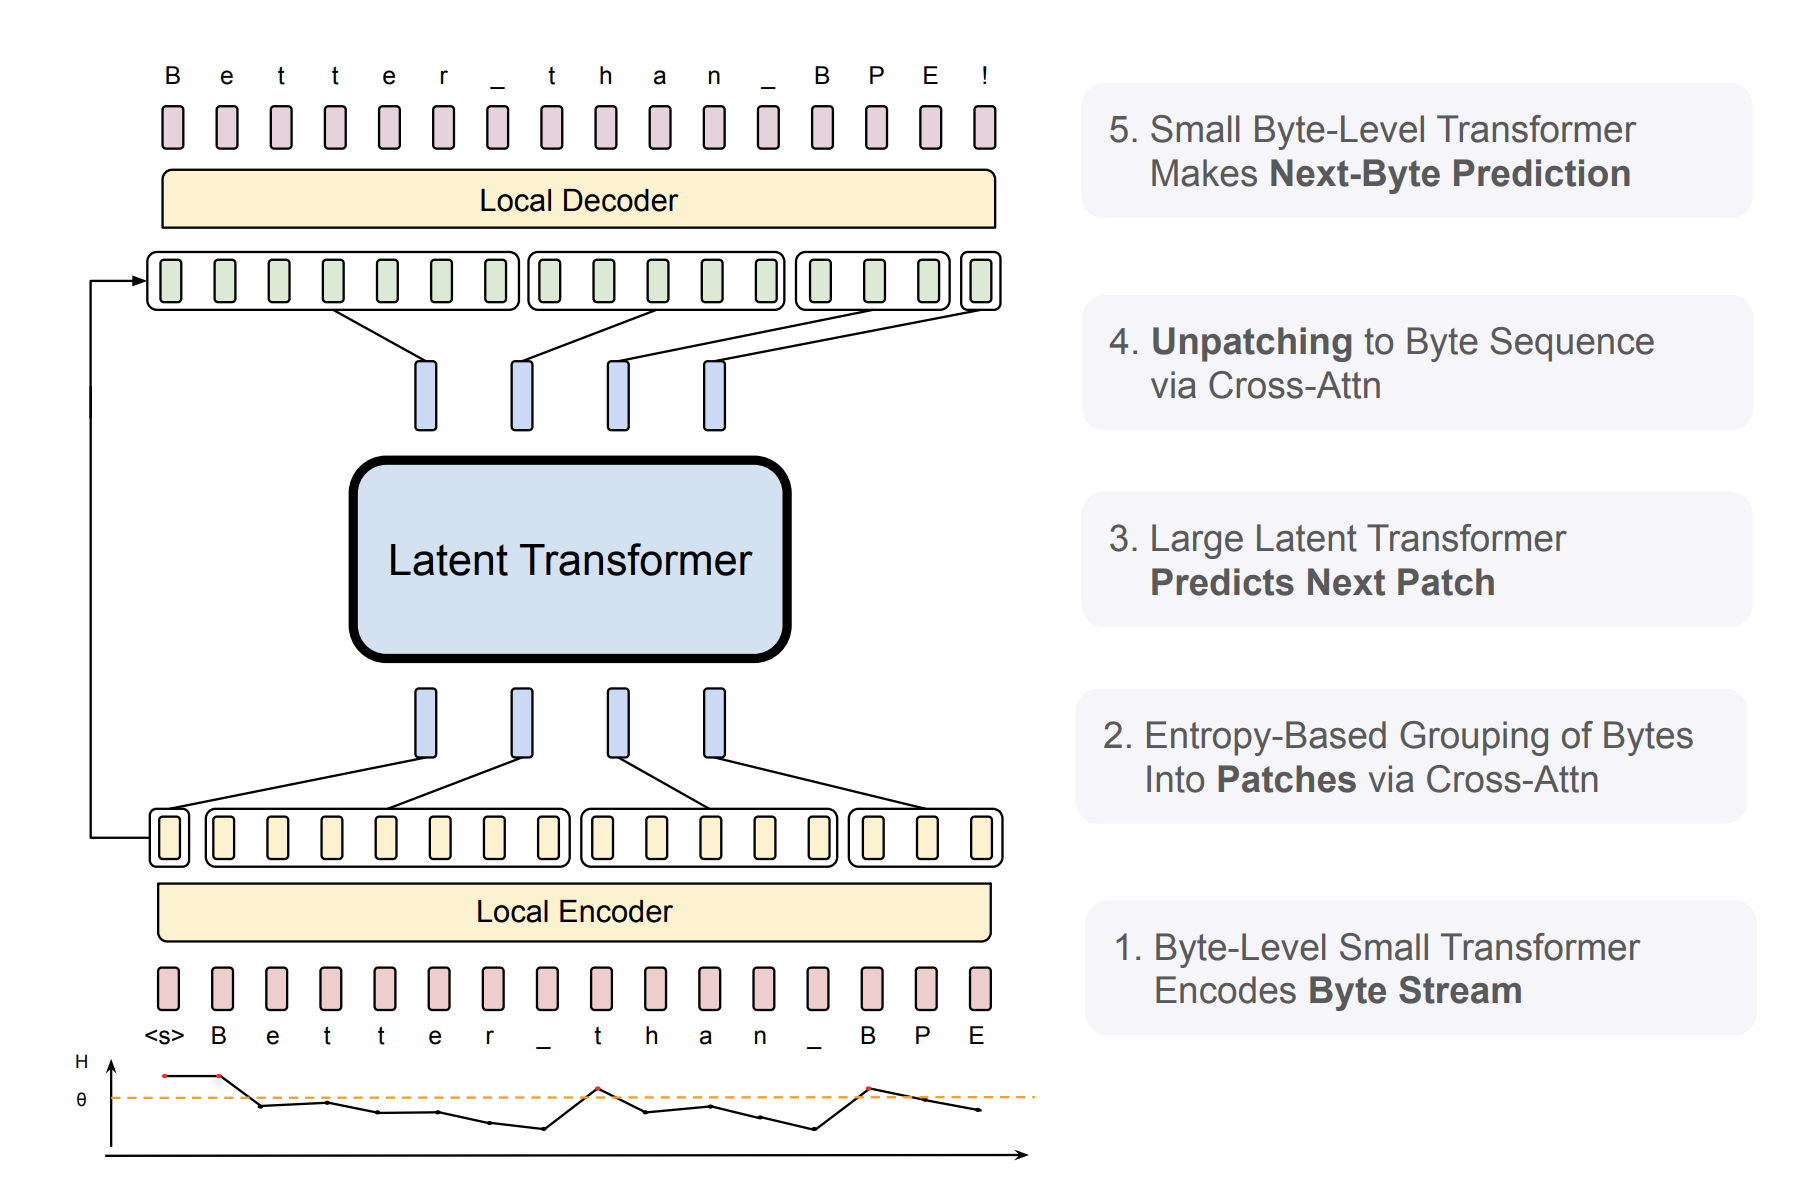 B e t t e r _ t h a n _ B P E !
Local Decoder
Latent Transformer
Local Encoder
<s> B e t t e r _ t h a n _ B P E
H
θ
5. Small Byte-Level Transformer
Makes Next-Byte Prediction
4. Unpatching to Byte Sequence
via Cross-Attn
3. Large Latent Transformer
Predicts Next Patch
2. Entropy-Based Grouping of Bytes
Into Patches via Cross-Attn
1. Byte-Level Small Transformer
Encodes Byte Stream